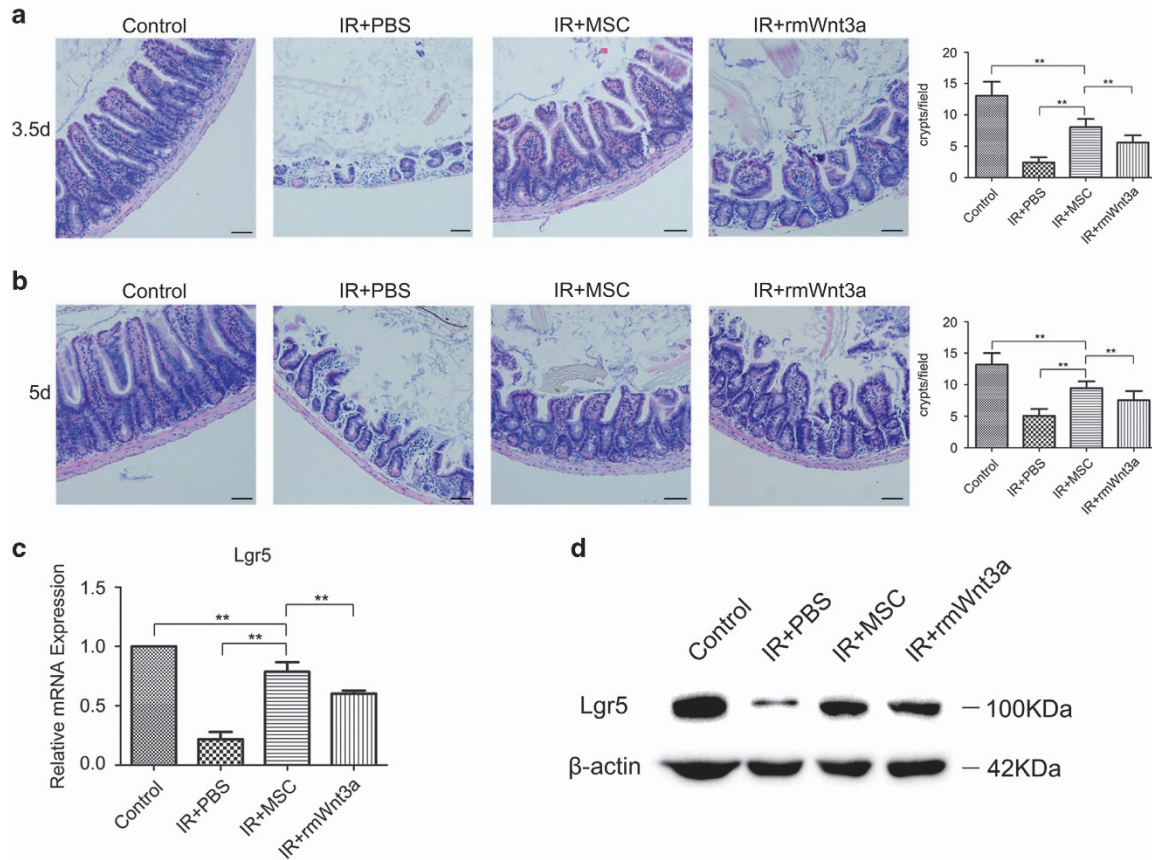 a
Control IR+PBS IR+MSC IR+rmWnt3a
3.5d
crypts/field
20
15
10
5
0
** ** **
Control IR+PBS IR+MSC IR+rmWnt3a
b
Control IR+PBS IR+MSC IR+rmWnt3a
5d
crypts/field
20
15
10
5
0
** ** **
Control IR+PBS IR+MSC IR+rmWnt3a
c
Lgr5
Relative mRNA Expression
1.5
1.0
0.5
0.0
** ** **
Control IR+PBS IR+MSC IR+rmWnt3a
d
Control IR+PBS IR+MSC IR+rmWnt3a
Lgr5 — 100KDa
β-actin — 42KDa